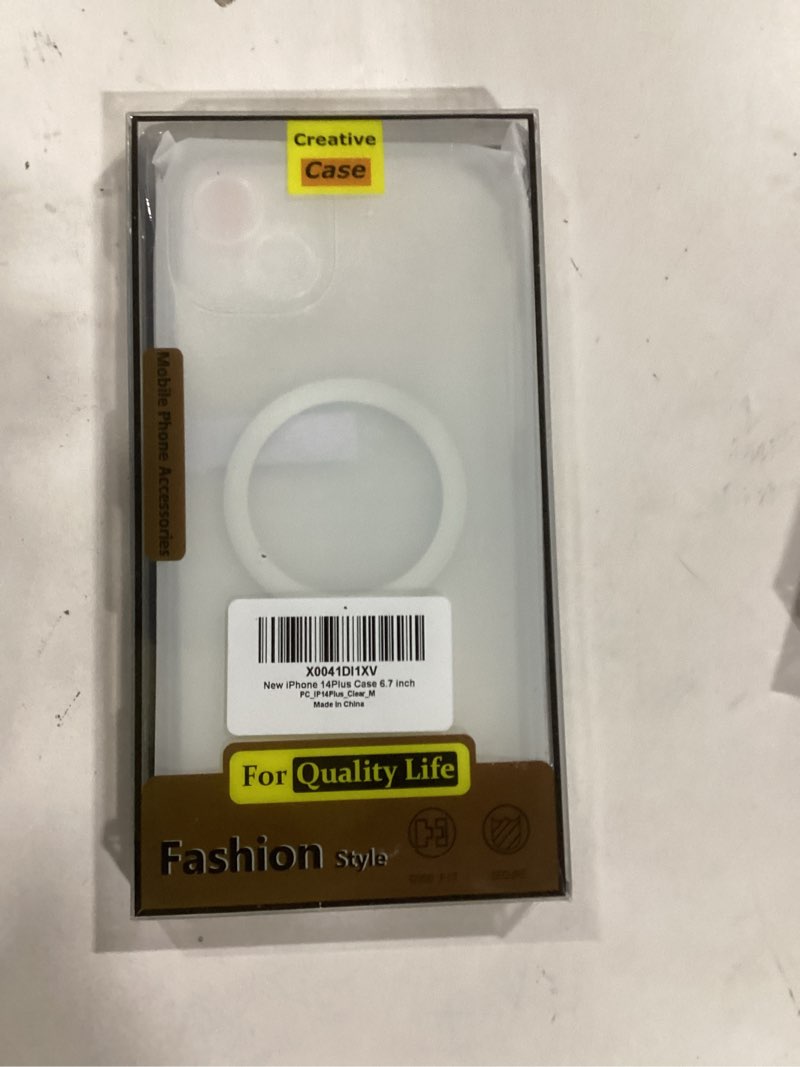 Creative
Case
Mobile Phone Accessories
X0041DI1XV
New iPhone 14Plus Case 6.7 inch
PC_IP14Plus_Clear_M
Made In China
For Quality Life
Fashion Style
SECURE